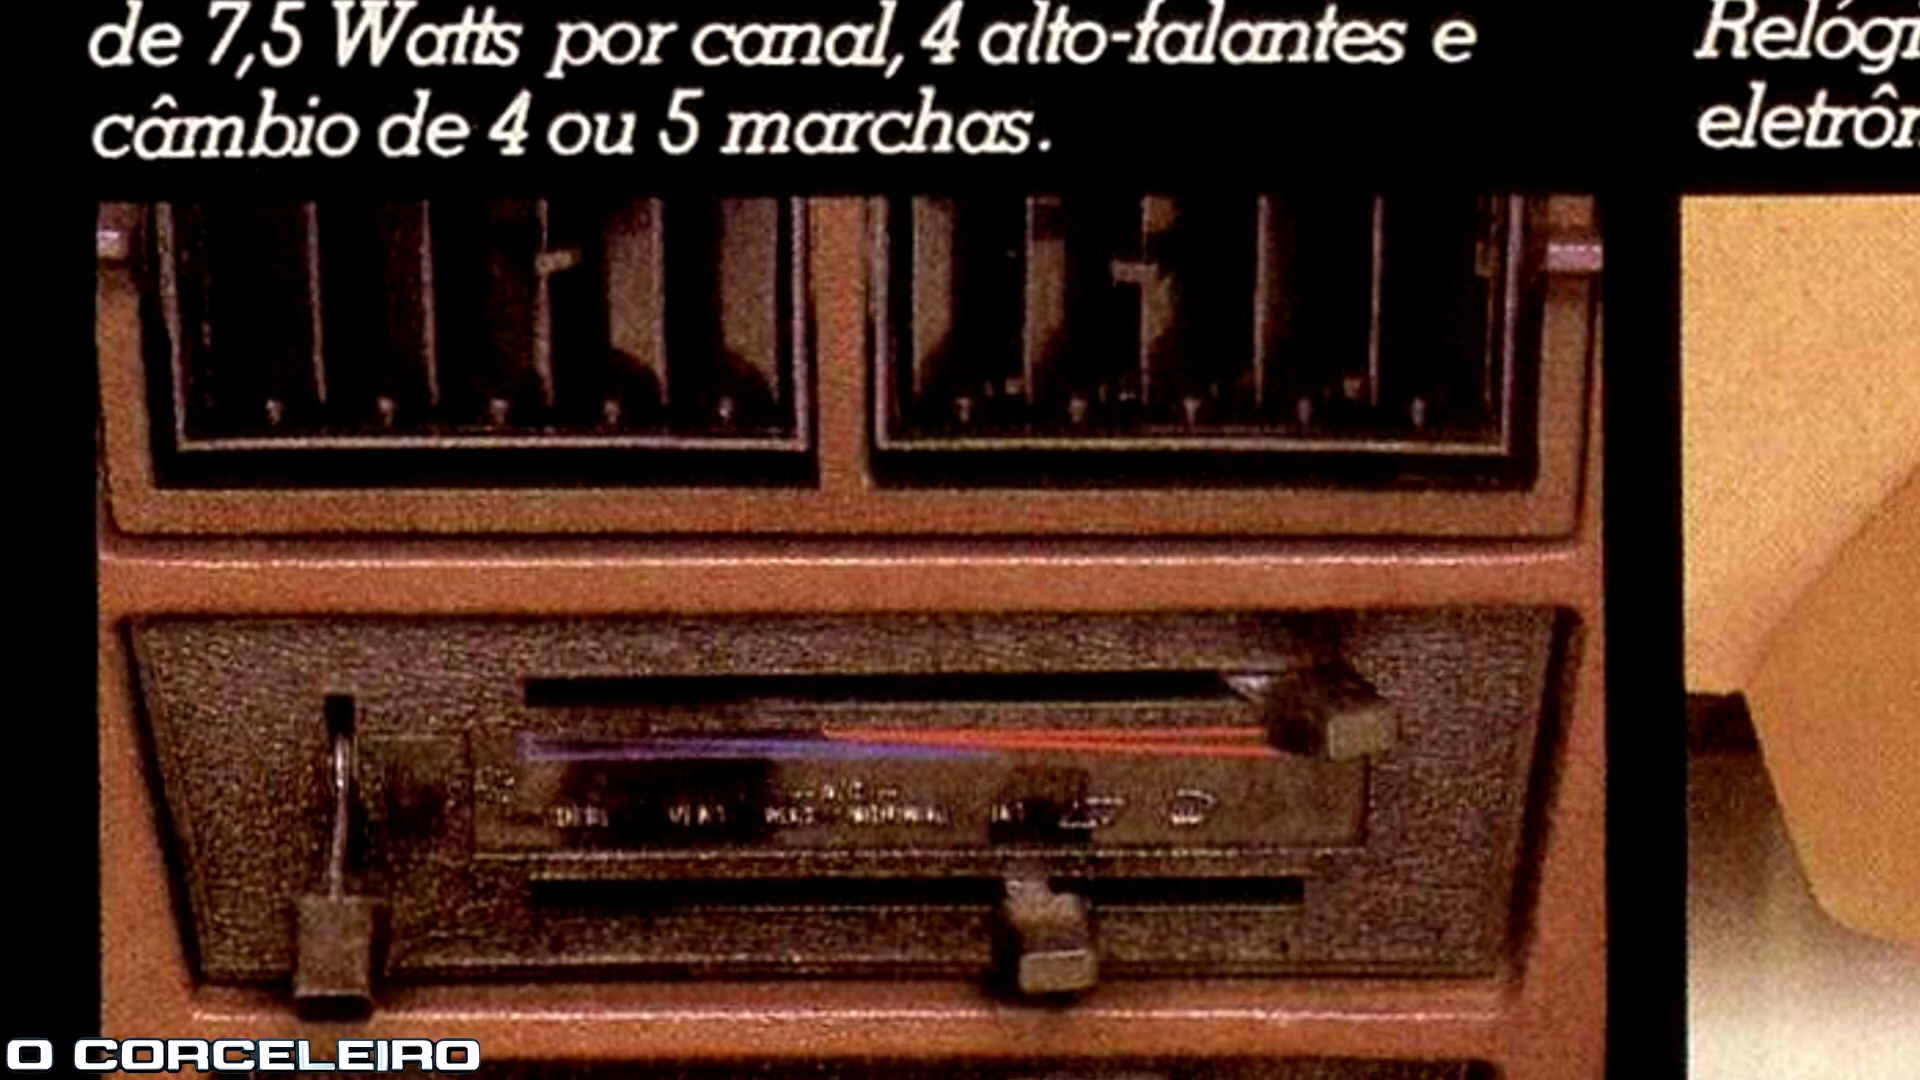 de 7,5 Watts por canal, 4 alto-falantes e
câmbio de 4 ou 5 marchas.
Relógi
eletrôn
O CORCELEIRO